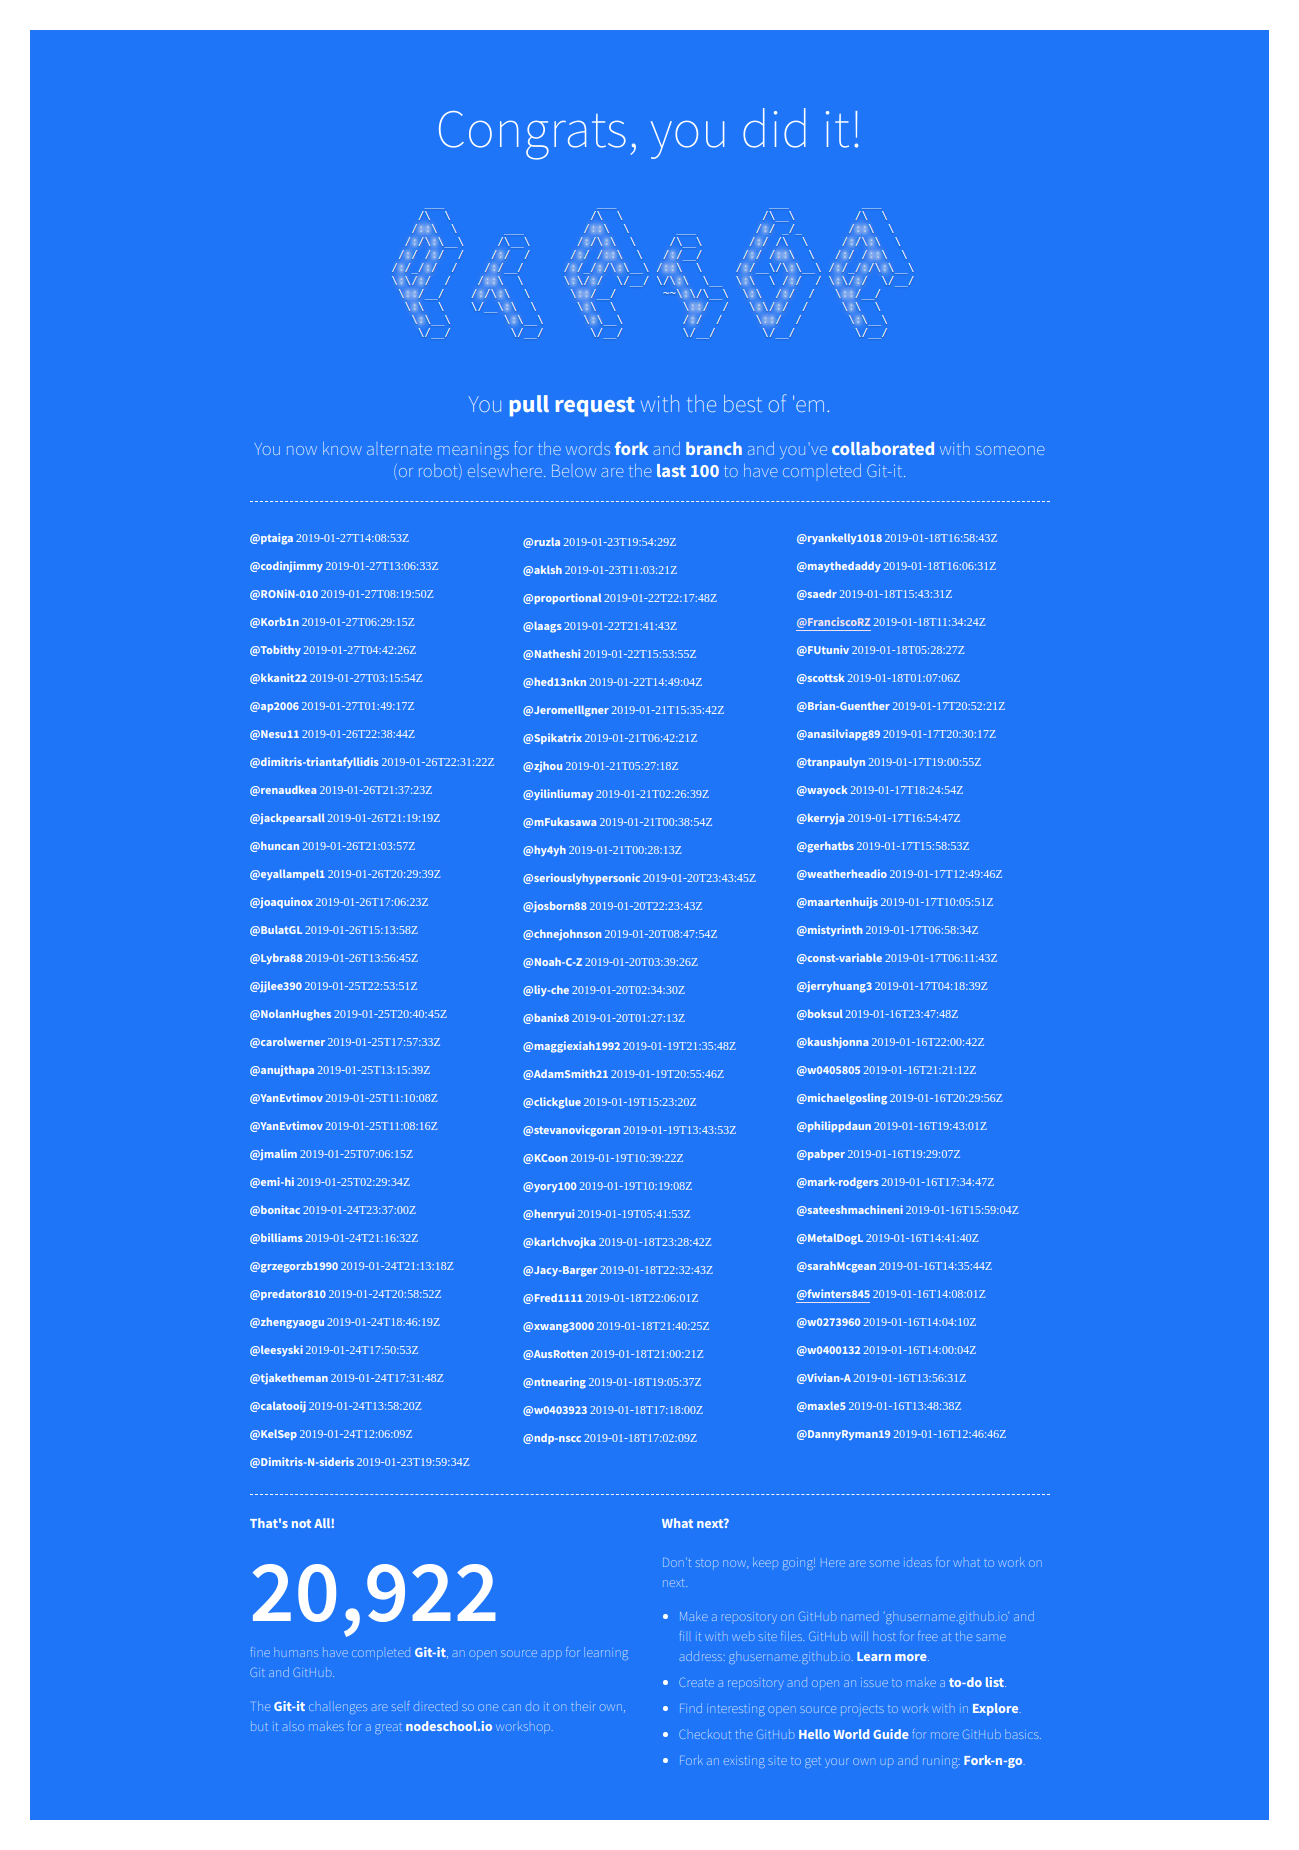 Congrats, you did it!
You pull request with the best of 'em.
You now know alternate meanings for the words fork and branch and you've collaborated with someone
(or robot) elsewhere. Below are the last 100 to have completed Git-it.
@ptaiga 2019-01-27T14:08:53Z
@codinjimmy 2019-01-27T13:06:33Z
@RONiN-010 2019-01-27T08:19:50Z
@Korb1n 2019-01-27T06:29:15Z
@Tobithy 2019-01-27T04:42:26Z
@kkanit22 2019-01-27T03:15:54Z
@ap2006 2019-01-27T01:49:17Z
@Nesu11 2019-01-26T22:38:44Z
@dimitris-triantafyllidis 2019-01-26T22:31:22Z
@renaudkea 2019-01-26T21:37:23Z
@jackpearsall 2019-01-26T21:19:19Z
@huncan 2019-01-26T21:03:57Z
@eyallampel1 2019-01-26T20:29:39Z
@joaquinox 2019-01-26T17:06:23Z
@BulatGL 2019-01-26T15:13:58Z
@Lybra88 2019-01-26T13:56:45Z
@jjlee390 2019-01-25T22:53:51Z
@NolanHughes 2019-01-25T20:40:45Z
@carolwerner 2019-01-25T17:57:33Z
@anujthapa 2019-01-25T13:15:39Z
@YanEvtimov 2019-01-25T11:10:08Z
@YanEvtimov 2019-01-25T11:08:16Z
@jmalim 2019-01-25T07:06:15Z
@emi-hi 2019-01-25T02:29:34Z
@bonitac 2019-01-24T23:37:00Z
@billiams 2019-01-24T21:16:32Z
@grzegorzb1990 2019-01-24T21:13:18Z
@predator810 2019-01-24T20:58:52Z
@zhengyaogu 2019-01-24T18:46:19Z
@leesyski 2019-01-24T17:50:53Z
@tjaketheman 2019-01-24T17:31:48Z
@calatooij 2019-01-24T13:58:20Z
@KelSep 2019-01-24T12:06:09Z
@Dimitris-N-sideris 2019-01-23T19:59:34Z
@ruzla 2019-01-23T19:54:29Z
@aklsh 2019-01-23T11:03:21Z
@proportional 2019-01-22T22:17:48Z
@laags 2019-01-22T21:41:43Z
@Natheshi 2019-01-22T15:53:55Z
@hed13nkn 2019-01-22T14:49:04Z
@JeromeIllgner 2019-01-21T15:35:42Z
@Spikatrix 2019-01-21T06:42:21Z
@zjhou 2019-01-21T05:27:18Z
@yilinliumay 2019-01-21T02:26:39Z
@mFukasawa 2019-01-21T00:38:54Z
@hy4yh 2019-01-21T00:28:13Z
@seriouslyhypersonic 2019-01-20T23:43:45Z
@josborn88 2019-01-20T22:23:43Z
@chnejohnson 2019-01-20T08:47:54Z
@Noah-C-Z 2019-01-20T03:39:26Z
@liy-che 2019-01-20T02:34:30Z
@banix8 2019-01-20T01:27:13Z
@maggiexiah1992 2019-01-19T21:35:48Z
@AdamSmith21 2019-01-19T20:55:46Z
@clickglue 2019-01-19T15:23:20Z
@stevanovicgoran 2019-01-19T13:43:53Z
@KCoon 2019-01-19T10:39:22Z
@yory100 2019-01-19T10:19:08Z
@henryui 2019-01-19T05:41:53Z
@karlchvojka 2019-01-18T23:28:42Z
@Jacy-Barger 2019-01-18T22:32:43Z
@Fred1111 2019-01-18T22:06:01Z
@xwang3000 2019-01-18T21:40:25Z
@AusRotten 2019-01-18T21:00:21Z
@ntnearing 2019-01-18T19:05:37Z
@w0403923 2019-01-18T17:18:00Z
@ndp-nscc 2019-01-18T17:02:09Z
@ryankelly1018 2019-01-18T16:58:43Z
@maythedaddy 2019-01-18T16:06:31Z
@saedr 2019-01-18T15:43:31Z
@FranciscoRZ 2019-01-18T11:34:24Z
@FUtuniv 2019-01-18T05:28:27Z
@scottsk 2019-01-18T01:07:06Z
@Brian-Guenther 2019-01-17T20:52:21Z
@anasilviapg89 2019-01-17T20:30:17Z
@tranpaulyn 2019-01-17T19:00:55Z
@wayock 2019-01-17T18:24:54Z
@kerryja 2019-01-17T16:54:47Z
@gerhatbs 2019-01-17T15:58:53Z
@weatherheadio 2019-01-17T12:49:46Z
@maartenhuijs 2019-01-17T10:05:51Z
@mistyrinth 2019-01-17T06:58:34Z
@const-variable 2019-01-17T06:11:43Z
@jerryhuang3 2019-01-17T04:18:39Z
@boksul 2019-01-16T23:47:48Z
@kaushjonna 2019-01-16T22:00:42Z
@w0405805 2019-01-16T21:21:12Z
@michaelgosling 2019-01-16T20:29:56Z
@philippdaun 2019-01-16T19:43:01Z
@pabper 2019-01-16T19:29:07Z
@mark-rodgers 2019-01-16T17:34:47Z
@sateeshmachineni 2019-01-16T15:59:04Z
@MetalDogL 2019-01-16T14:41:40Z
@sarahMcgean 2019-01-16T14:35:44Z
@fwinters845 2019-01-16T14:08:01Z
@w0273960 2019-01-16T14:04:10Z
@w0400132 2019-01-16T14:00:04Z
@Vivian-A 2019-01-16T13:56:31Z
@maxle5 2019-01-16T13:48:38Z
@DannyRyman19 2019-01-16T12:46:46Z
That's not All!
20,922
fine humans have completed Git-it, an open source app for learning
Git and GitHub.
The Git-it challenges are self directed so one can do it on their own,
but it also makes for a great nodeschool.io workshop.
What next?
Don't stop now, keep going! Here are some ideas for what to work on
next.
Make a repository on GitHub named 'ghusername.github.io' and
fill it with web site files. GitHub will host for free at the same
address: ghusername.github.io. Learn more.
Create a repository and open an issue to make a to-do list.
Find interesting open source projects to work with in Explore.
Checkout the GitHub Hello World Guide for more GitHub basics.
Fork an existing site to get your own up and runing: Fork-n-go.